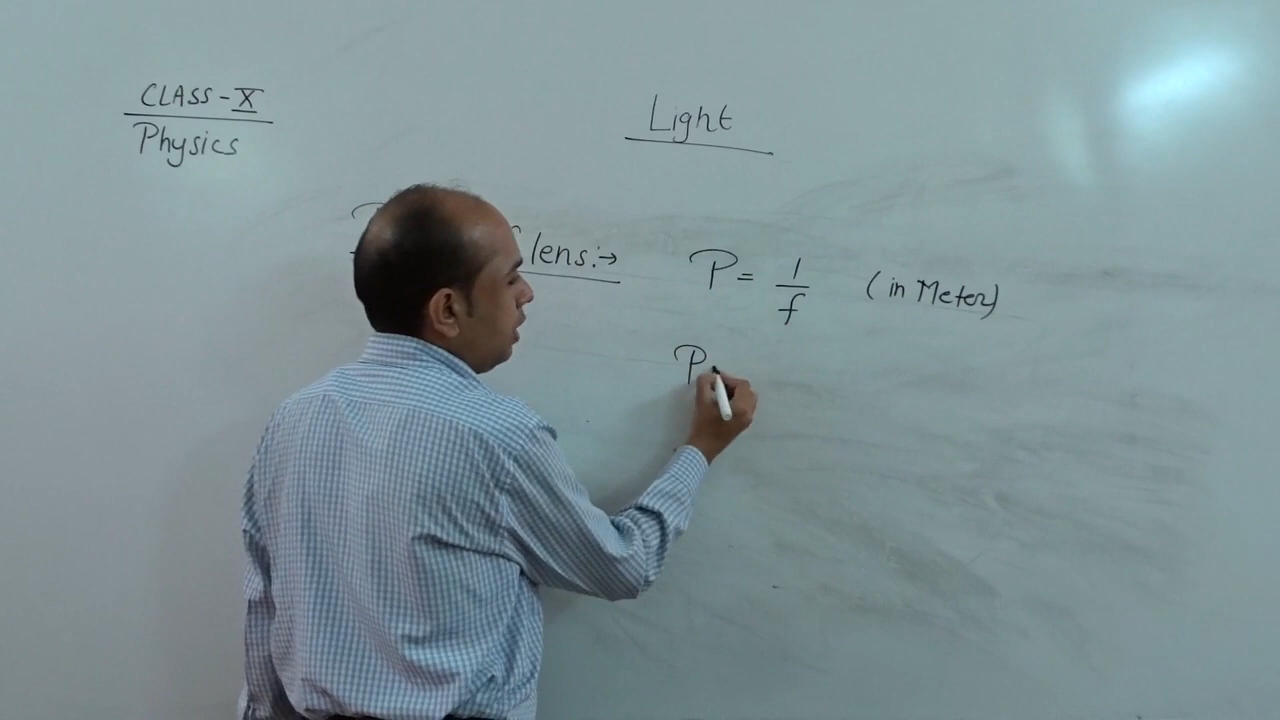 CLASS-X
Physics
Light
lens:→ P = 1/f (in Meter)
P